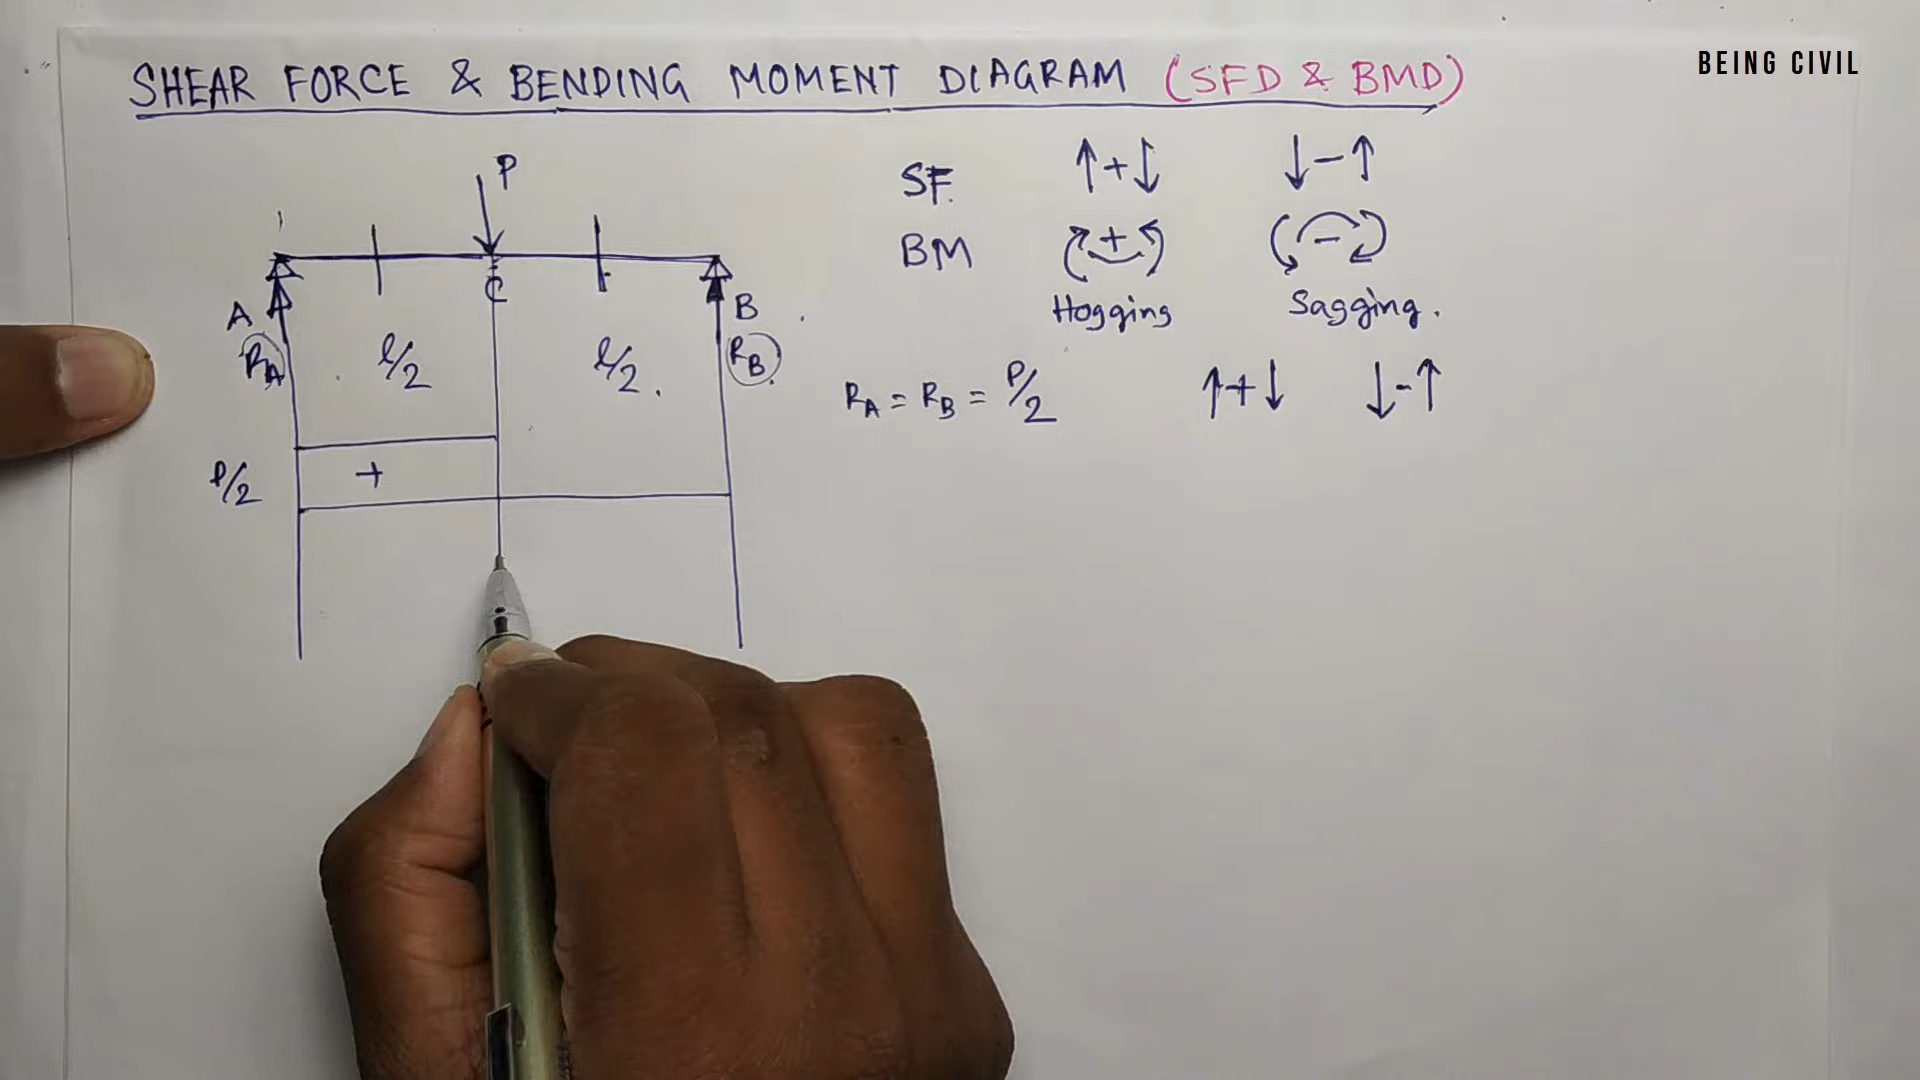 BEING CIVIL
SHEAR FORCE & BENDING MOMENT DIAGRAM (SFD & BMD)
P
SF. ↑+↓ ↓-↑
BM + -
Hogging Sagging.
A C B
RA l/2 l/2. RB
RA = RB = P/2 ↑+↓ ↓-↑
P/2 +